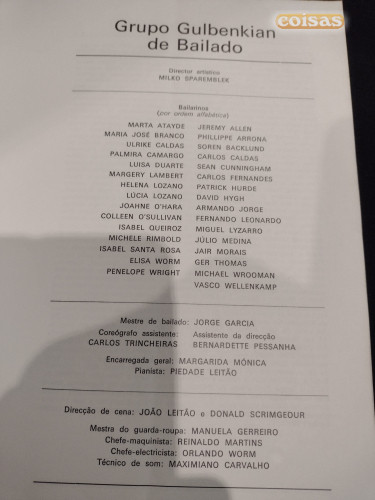 coisas
Grupo Gulbenkian
de Bailado
Director artístico
MILKO SPAREMBLEK
Bailarinos
(por ordem alfabética)
MARTA ATAYDE JEREMY ALLEN
MARIA JOSÉ BRANCO PHILLIPPE ARRONA
ULRIKE CALDAS SOREN BACKLUND
PALMIRA CAMARGO CARLOS CALDAS
LUISA DUARTE SEAN CUNNINGHAM
MARGERY LAMBERT CARLOS FERNANDES
HELENA LOZANO PATRICK HURDE
LÚCIA LOZANO DAVID HYGH
JOAHNE O'HARA ARMANDO JORGE
COLLEEN O'SULLIVAN FERNANDO LEONARDO
ISABEL QUEIROZ MIGUEL LYZARRO
MICHÈLE RIMBOLD JÚLIO MEDINA
ISABEL SANTA ROSA JAIR MORAIS
ELISA WORM GER THOMAS
PENELOPE WRIGHT MICHAEL WROOMAN
VASCO WELLENKAMP
Mestre de bailado: JORGE GARCIA
Coreógrafo assistente: Assistente da direcção
CARLOS TRINCHEIRAS BERNARDETTE PESSANHA
Encarregada geral: MARGARIDA MÓNICA
Pianista: PIEDADE LEITÃO
Direcção de cena: JOÃO LEITÃO e DONALD SCRIMGEOUR
Mestra do guarda-roupa: MANUELA GERREIRO
Chefe-maquinista: REINALDO MARTINS
Chefe-electricista: ORLANDO WORM
Técnico de som: MAXIMIANO CARVALHO